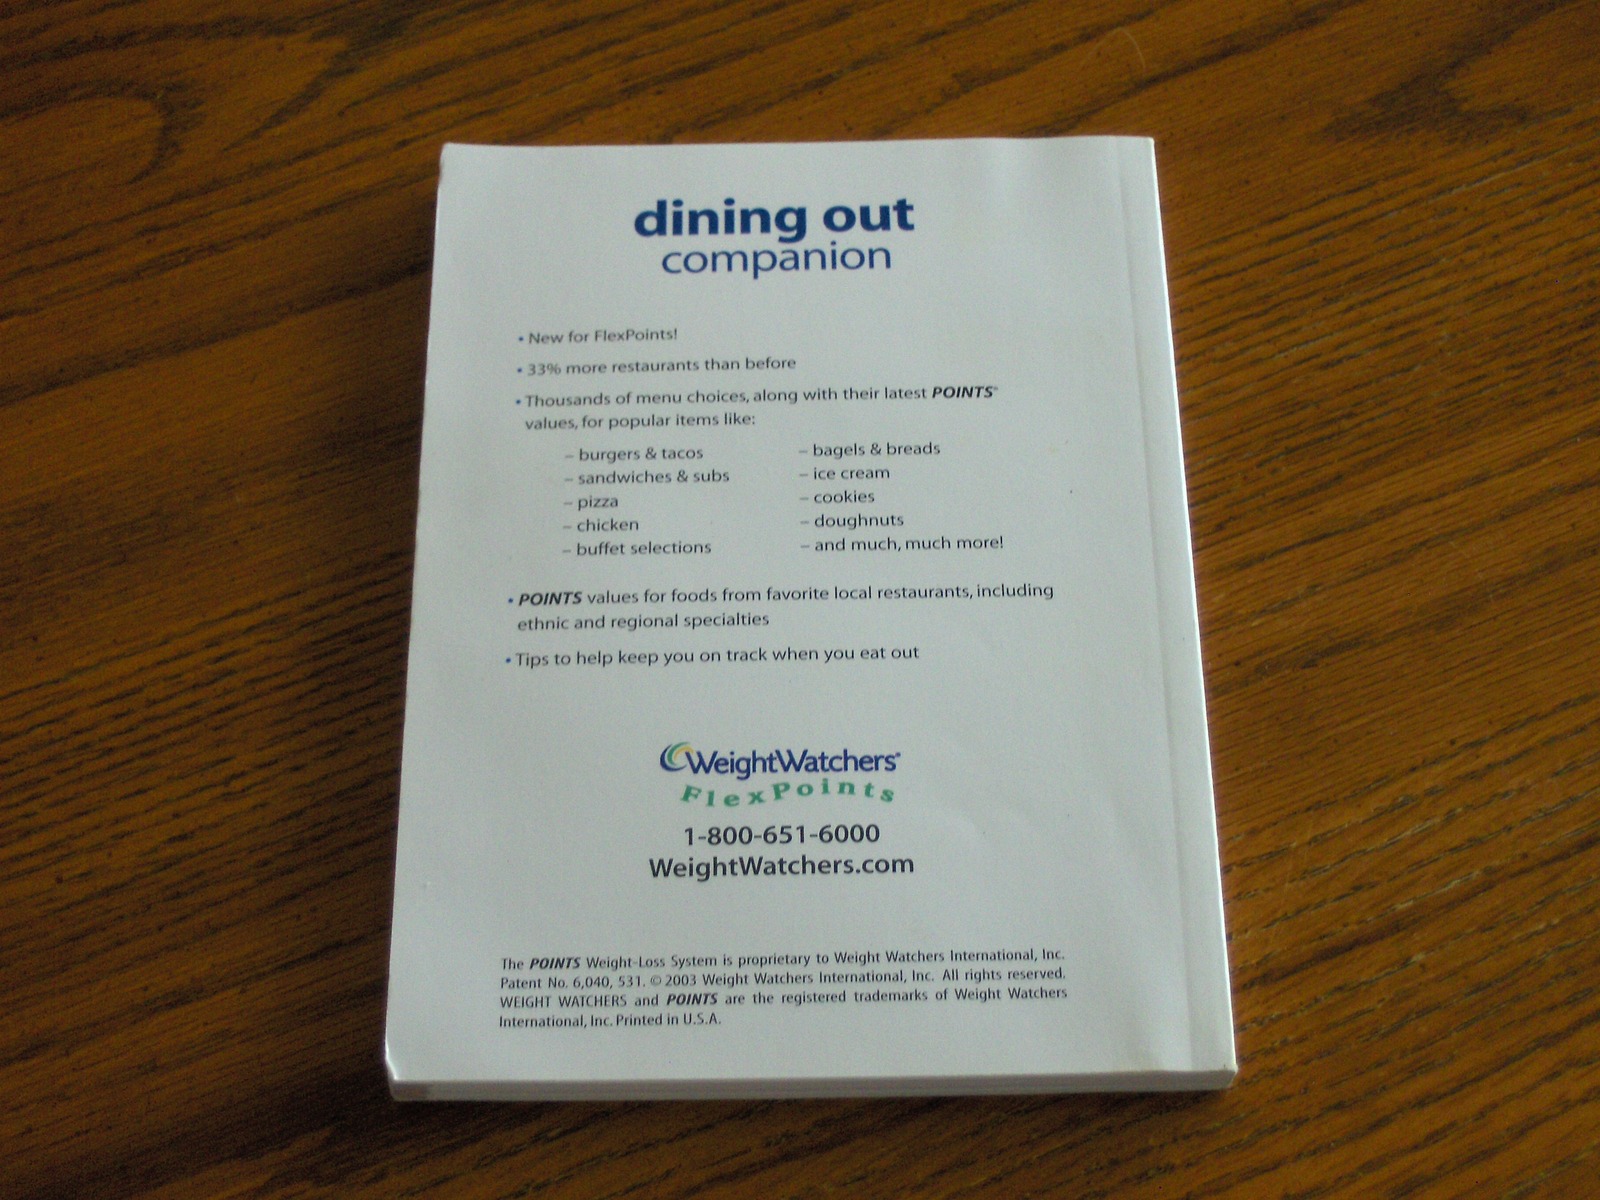 dining out
companion
• New for FlexPoints!
• 33% more restaurants than before
• Thousands of menu choices, along with their latest POINTS®
values, for popular items like:
– burgers & tacos
– sandwiches & subs
– pizza
– chicken
– buffet selections
– bagels & breads
– ice cream
– cookies
– doughnuts
– and much, much more!
• POINTS values for foods from favorite local restaurants, including
ethnic and regional specialties
• Tips to help keep you on track when you eat out
WeightWatchers®
FlexPoints
1-800-651-6000
WeightWatchers.com
The POINTS Weight-Loss System is proprietary to Weight Watchers International, Inc.
Patent No. 6,040, 531. © 2003 Weight Watchers International, Inc. All rights reserved.
WEIGHT WATCHERS and POINTS are the registered trademarks of Weight Watchers
International, Inc. Printed in U.S.A.